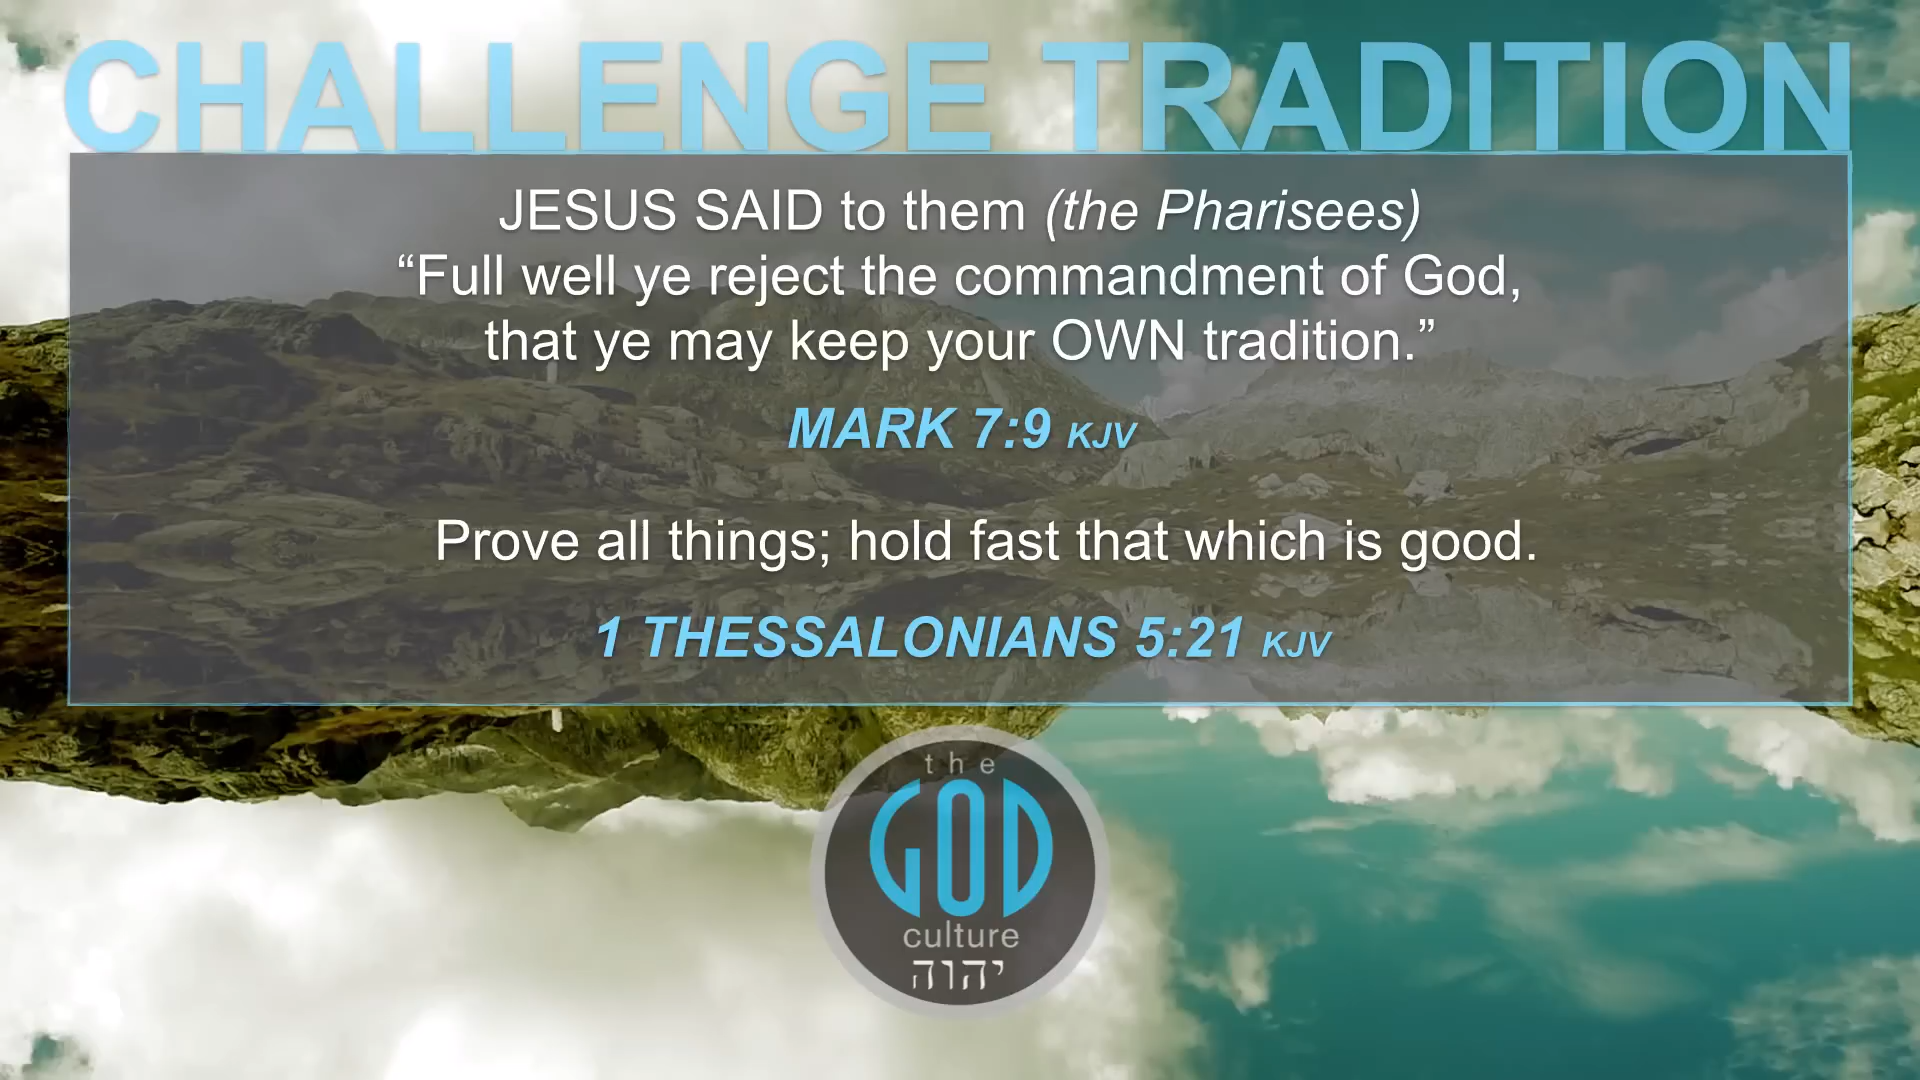 CHALLENGE TRADITION
JESUS SAID to them (the Pharisees)
“Full well ye reject the commandment of God,
that ye may keep your OWN tradition.”
MARK 7:9 KJV
Prove all things; hold fast that which is good.
1 THESSALONIANS 5:21 KJV
the
GOD
culture
יהוה